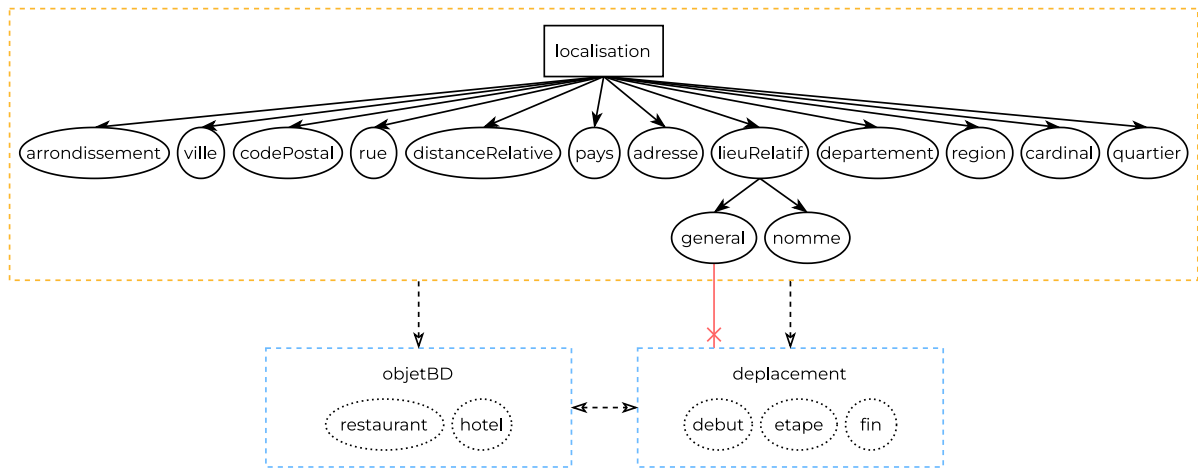 localisation
arrondissement ville codePostal rue distanceRelative pays adresse lieuRelatif departement region cardinal quartier
general nomme
objetBD deplacement
restaurant hotel debut etape fin